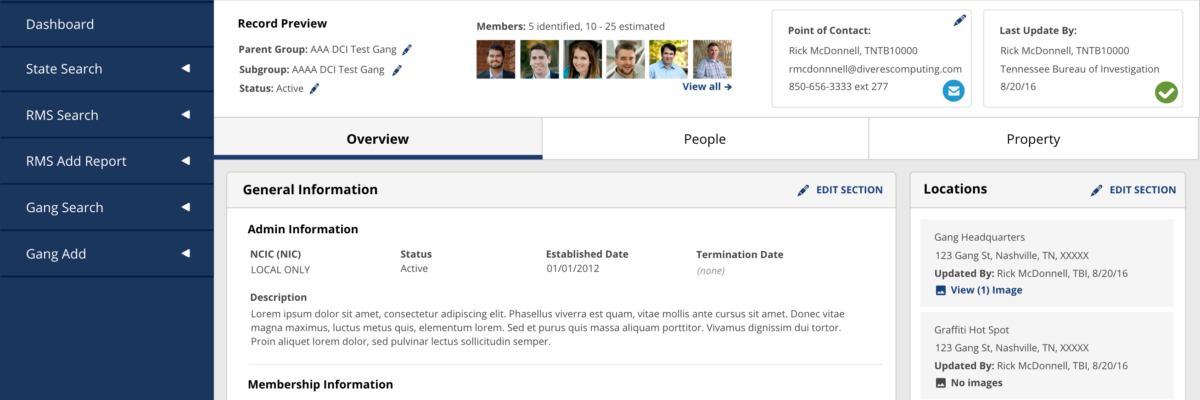 Dashboard
State Search
RMS Search
RMS Add Report
Gang Search
Gang Add
Record Preview
Parent Group: AAA DCI Test Gang
Subgroup: AAAA DCI Test Gang
Status: Active
Members: 5 identified, 10 - 25 estimated
View all →
Point of Contact:
Rick McDonnell, TNTB10000
rmcdonnnell@diverescomputing.com
850-656-3333 ext 277
Last Update By:
Rick McDonnell, TNTB10000
Tennessee Bureau of Investigation
8/20/16
Overview
People
Property
General Information
EDIT SECTION
Admin Information
NCIC (NIC)
LOCAL ONLY
Status
Active
Established Date
01/01/2012
Termination Date
(none)
Description
Lorem ipsum dolor sit amet, consectetur adipiscing elit. Phasellus viverra est quam, vitae mollis ante cursus sit amet. Donec vitae
magna maximus, luctus metus quis, elementum lorem. Sed et purus quis massa aliquam porttitor. Vivamus dignissim dui tortor.
Proin aliquet lorem dolor, sed pulvinar lectus sollicitudin semper.
Membership Information
Locations
EDIT SECTION
Gang Headquarters
123 Gang St, Nashville, TN, XXXXX
Updated By: Rick McDonnell, TBI, 8/20/16
View (1) Image
Graffiti Hot Spot
123 Gang St, Nashville, TN, XXXXX
Updated By: Rick McDonnell, TBI, 8/20/16
No images